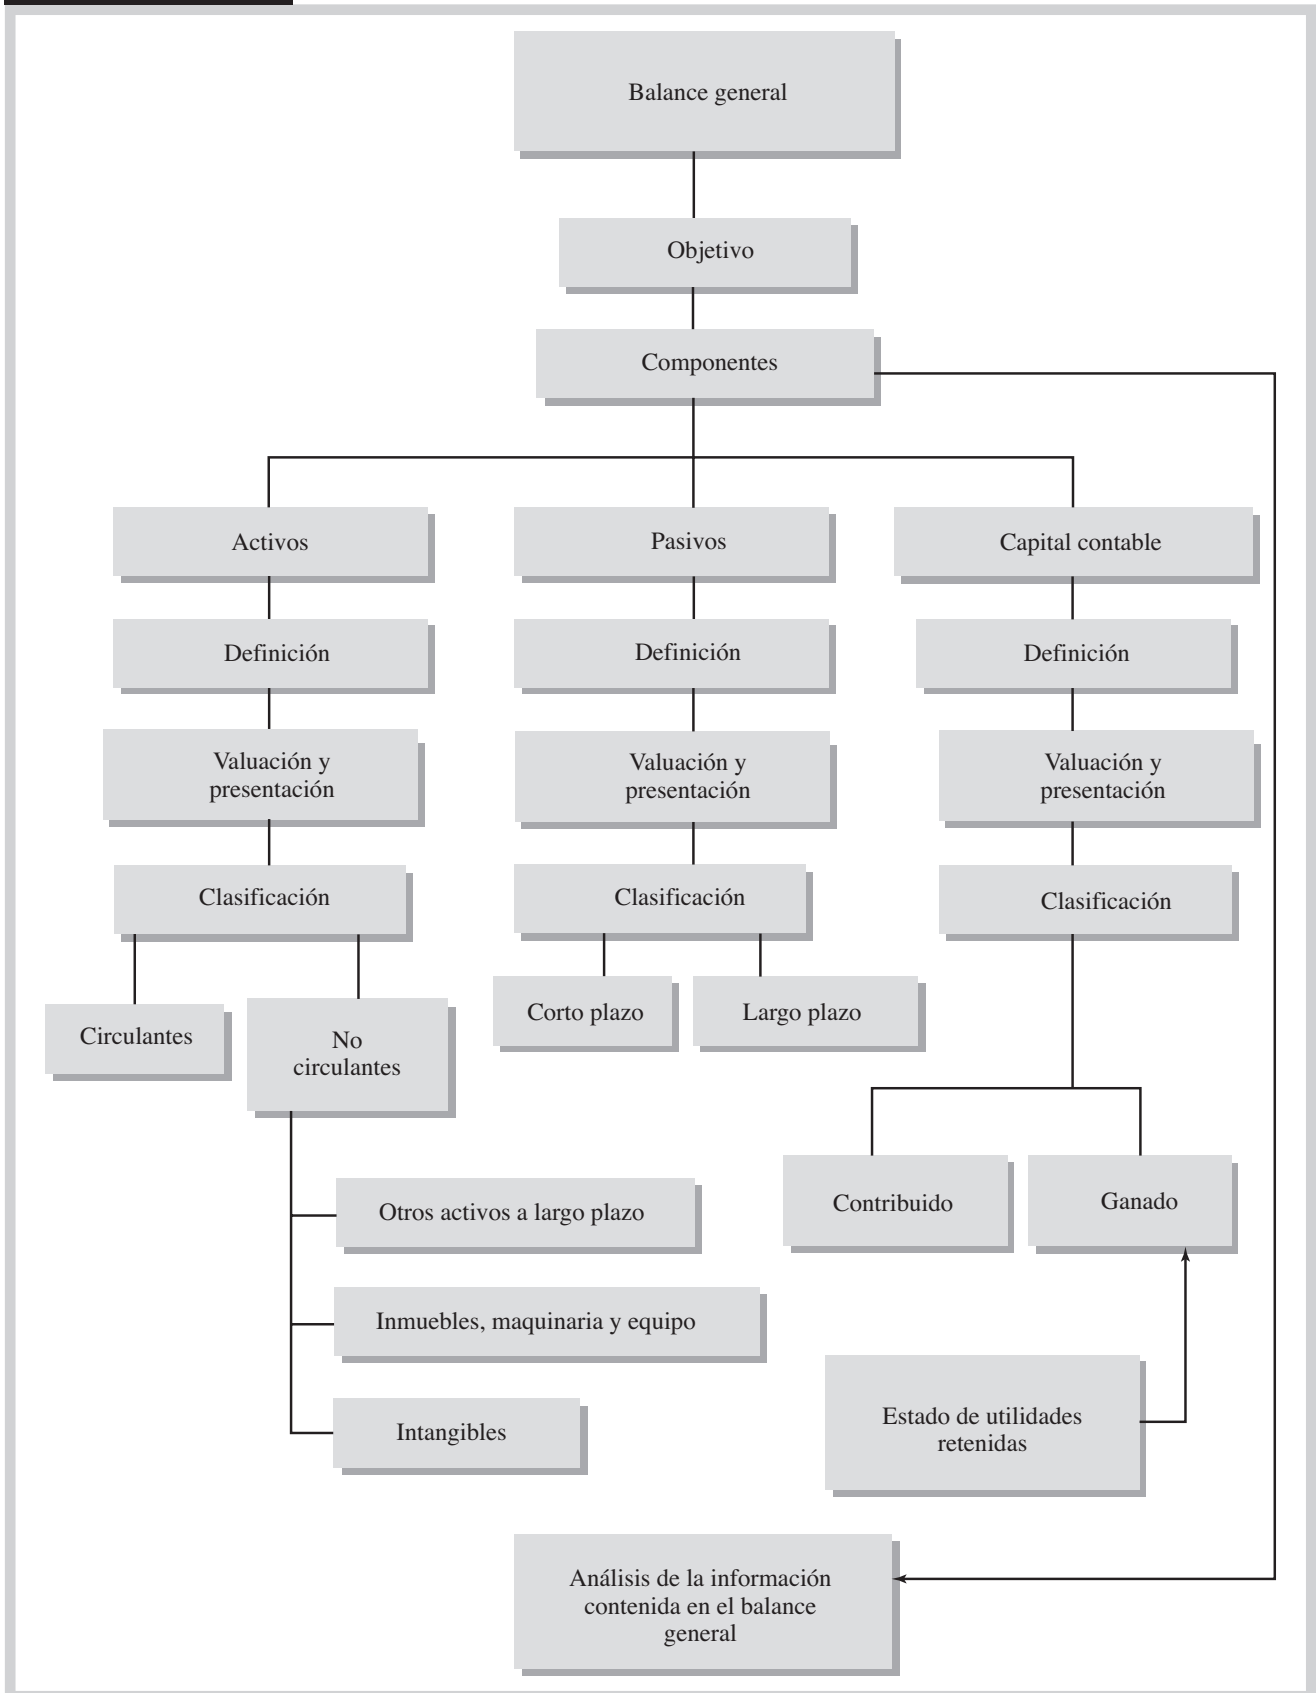 Balance general
Objetivo
Componentes
Activos
Pasivos
Capital contable
Definición
Definición
Definición
Valuación y
presentación
Valuación y
presentación
Valuación y
presentación
Clasificación
Clasificación
Clasificación
Circulantes
No
circulantes
Corto plazo
Largo plazo
Contribuido
Ganado
Otros activos a largo plazo
Inmuebles, maquinaria y equipo
Intangibles
Estado de utilidades
retenidas
Análisis de la información
contenida en el balance
general